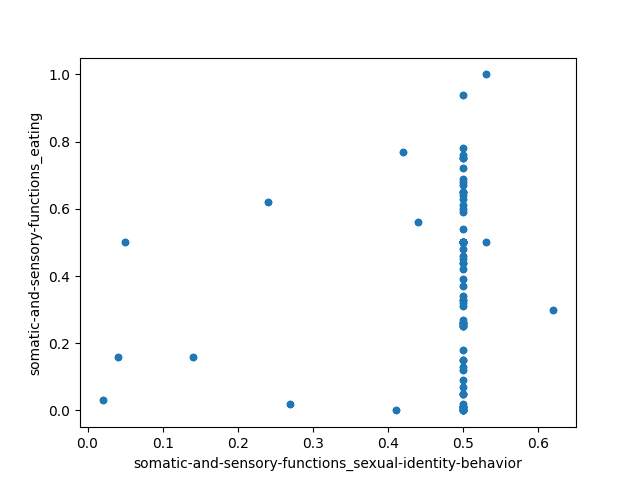 1.0
0.8
0.6
0.4
0.2
0.0
somatic-and-sensory-functions_eating
0.0 0.1 0.2 0.3 0.4 0.5 0.6
somatic-and-sensory-functions_sexual-identity-behavior